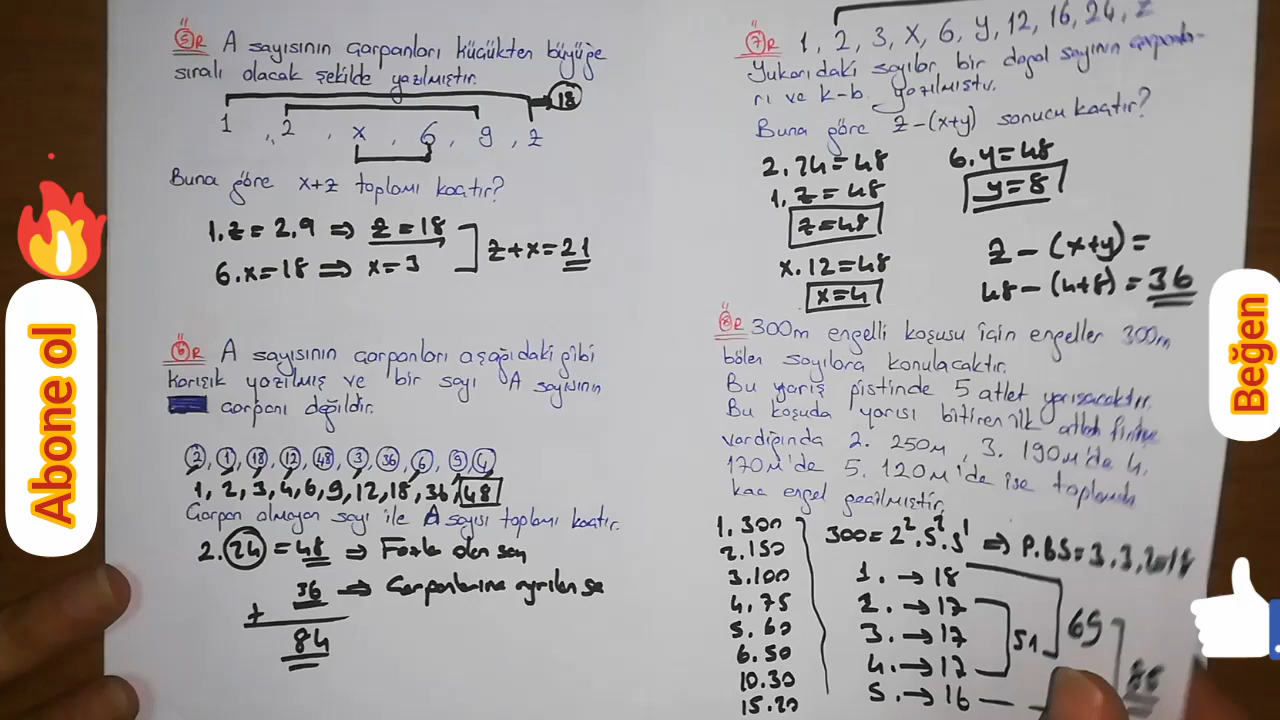 5 R A sayısının çarpanları küçükten büyüğe
sıralı olacak şekilde yazılmıştır.
18
1, 2, x, 6, 9, z
Buna göre x+z toplamı kaçtır?
1.z = 2.9 ⇒ z = 18
6.x = 18 ⇒ x = 3
z+x = 21
6 R A sayısının çarpanları aşağıdaki gibi
karışık yazılmış ve bir sayı A sayısının
çarpanı değildir.
2, 1, 18, 12, 48, 3, 36, 6, 9, 4
1, 2, 3, 4, 6, 9, 12, 18, 36, 48
Çarpan olmayan sayı ile A sayısı toplamı kaçtır.
2.24 = 48 ⇒ Fazla olan sayı
36 ⇒ Çarpanlarına ayrılan sa
+
84
7 R 1, 2, 3, X, 6, Y, 12, 16, 24, Z
Yukarıdaki sayılar bir doğal sayının çarpanla-
rı ve k-b yazılmıştır.
Buna göre z-(x+y) sonucu kaçtır?
2.24 = 48
1.z = 48
z = 48
x.12 = 48
x = 4
6.y = 48
y = 8
z - (x+y) =
48 - (4+8) = 36
8 R 300m engelli koşusu için engeller 300m
bölen sayılara konulacaktır.
Bu yarış pistinde 5 atlet yarışacaktır.
Bu koşuda yarışı bitiren ilk atlet
vardığında 2. 250m, 3. 190m'de 4.
170m'de 5. 120m'de ise toplamda
kaç engel geçilmiştir.
1.300
2.150
3.100
4.75
5.60
6.50
10.30
15.20
300 = 2².5².3¹ ⇒ P.BS = 3.3.2 = 18
1. → 18
2. → 17
3. → 17
4. → 17
5. → 16
51
69
Abone ol
Beğen